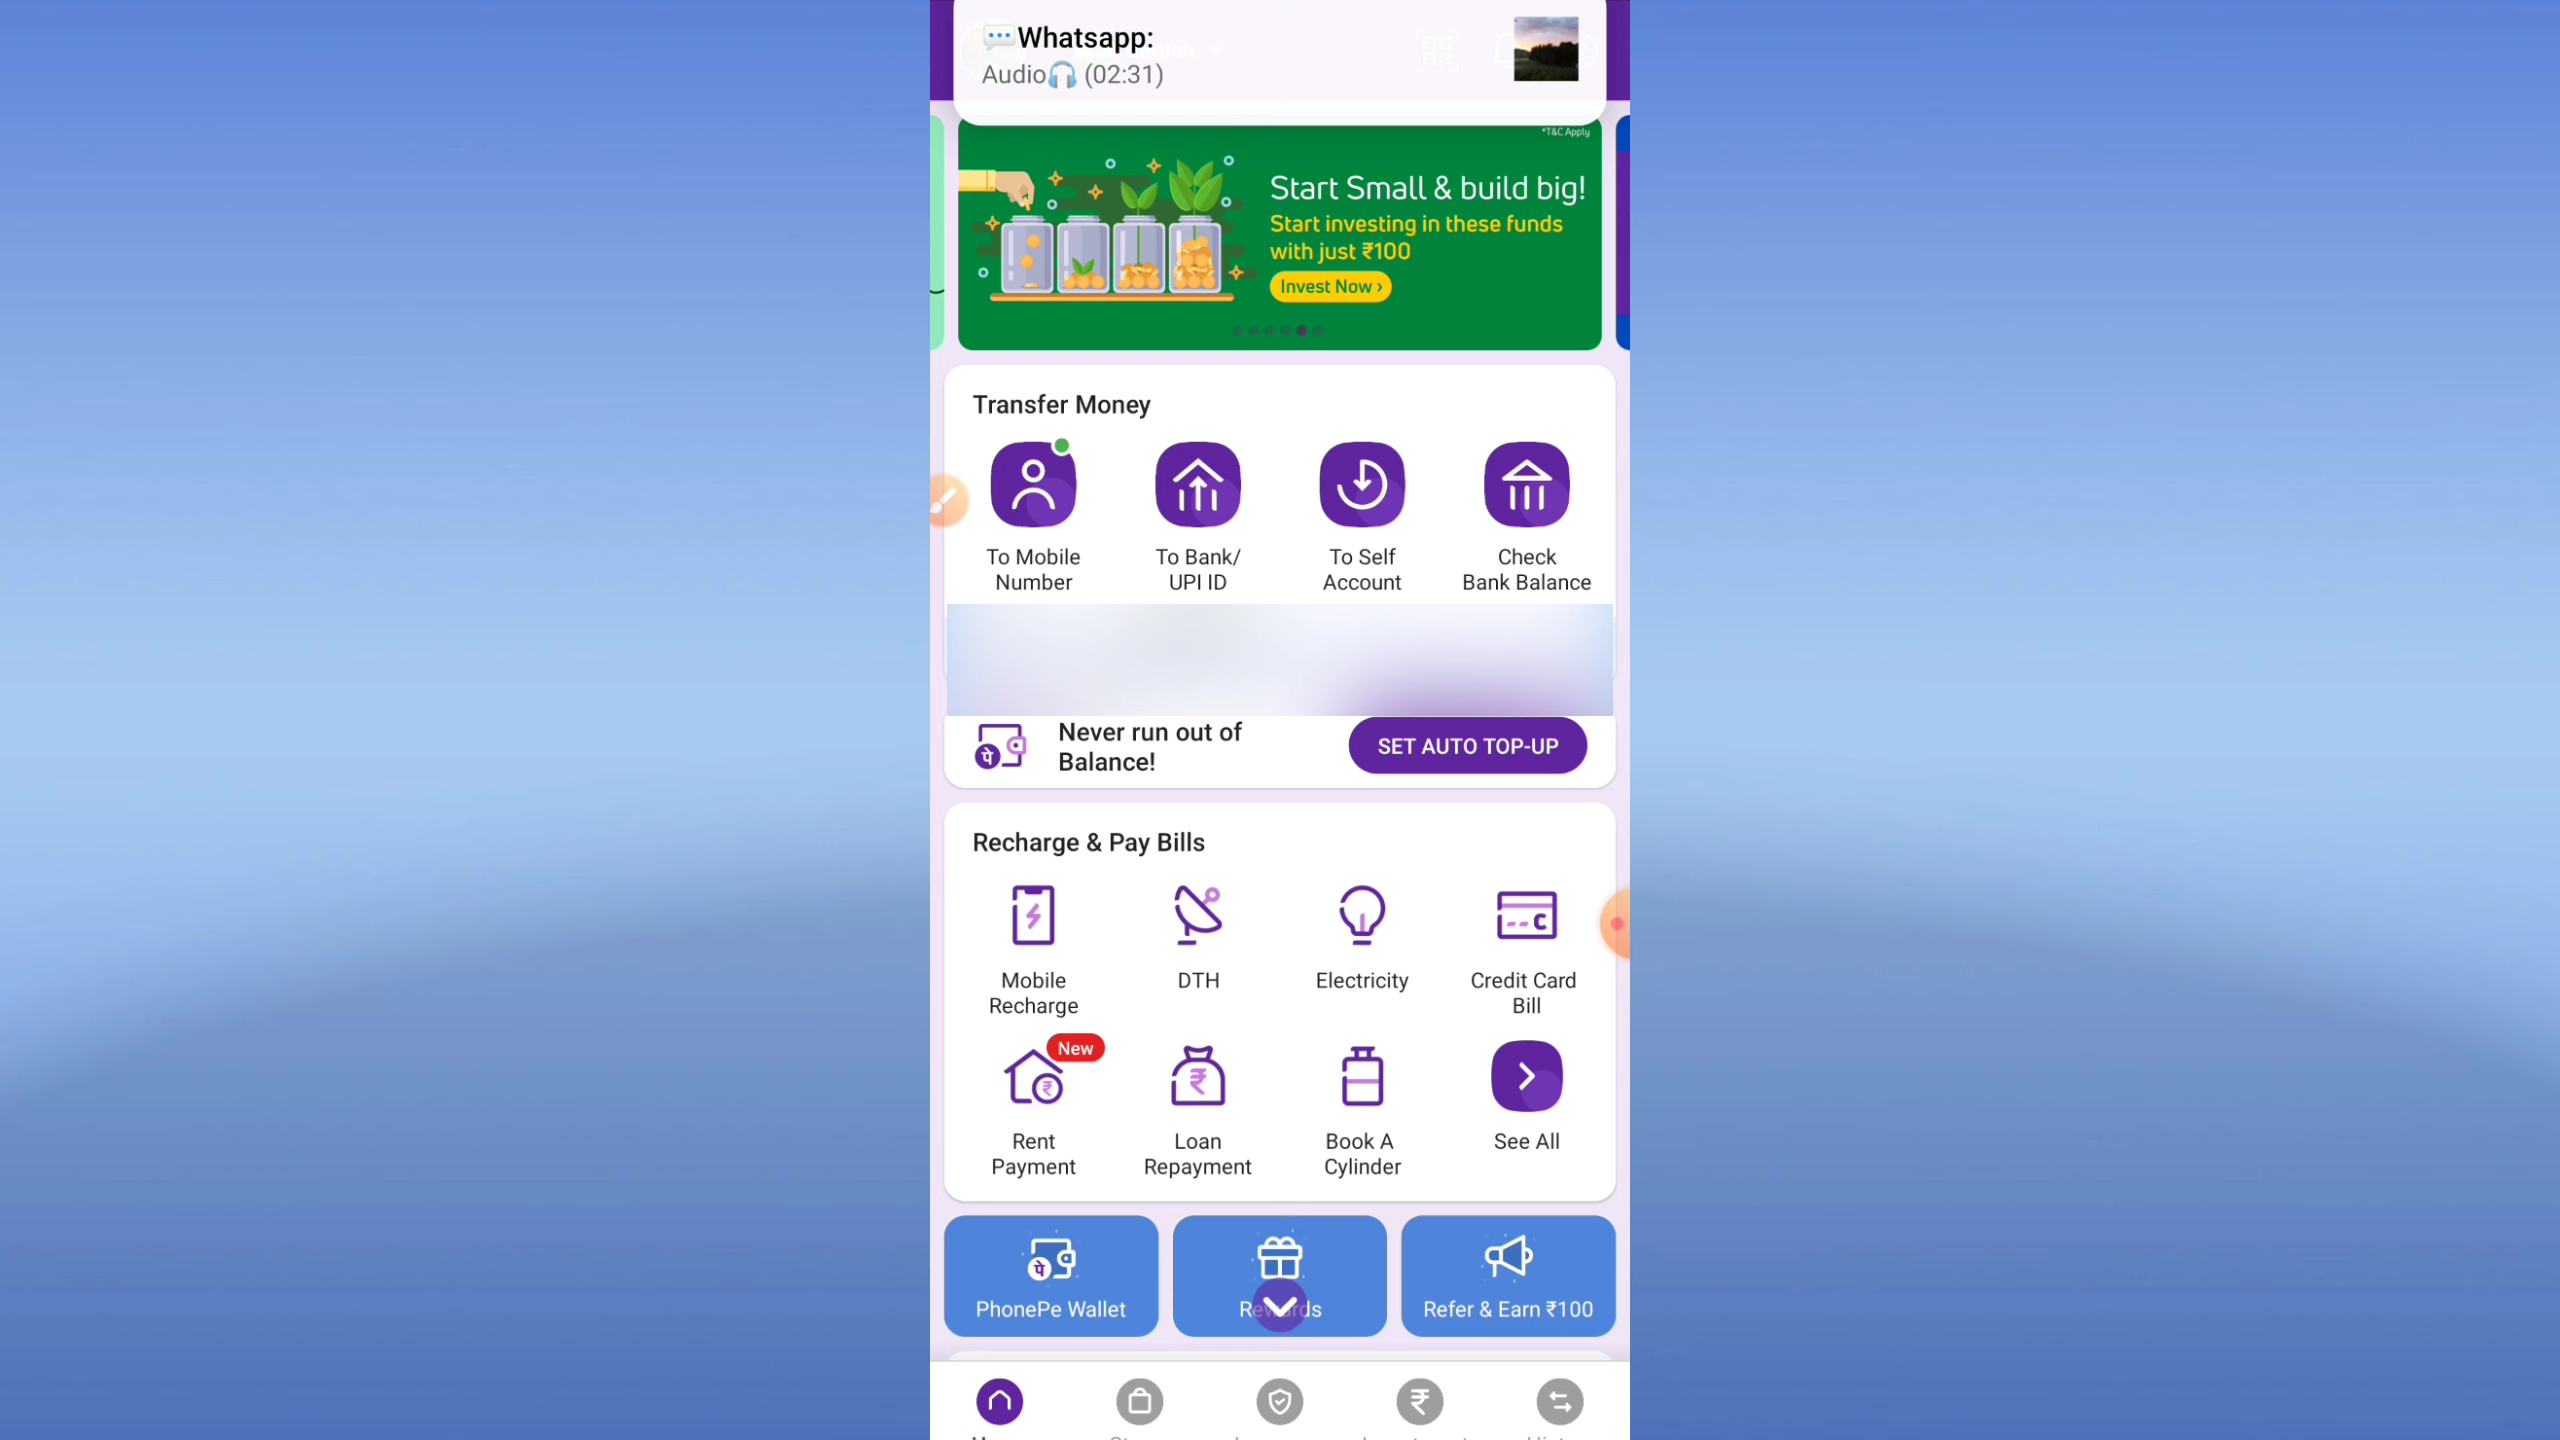 💬Whatsapp:
Audio🎧 (02:31)
*T&C Apply
Start Small & build big!
Start investing in these funds
with just ₹100
Invest Now ›
Transfer Money
To Mobile
Number
To Bank/
UPI ID
To Self
Account
Check
Bank Balance
पे
Never run out of
Balance!
SET AUTO TOP-UP
Recharge & Pay Bills
Mobile
Recharge
DTH
Electricity
Credit Card
Bill
New
Rent
Payment
Loan
Repayment
Book A
Cylinder
See All
पे
PhonePe Wallet
Rewards
Refer & Earn ₹100